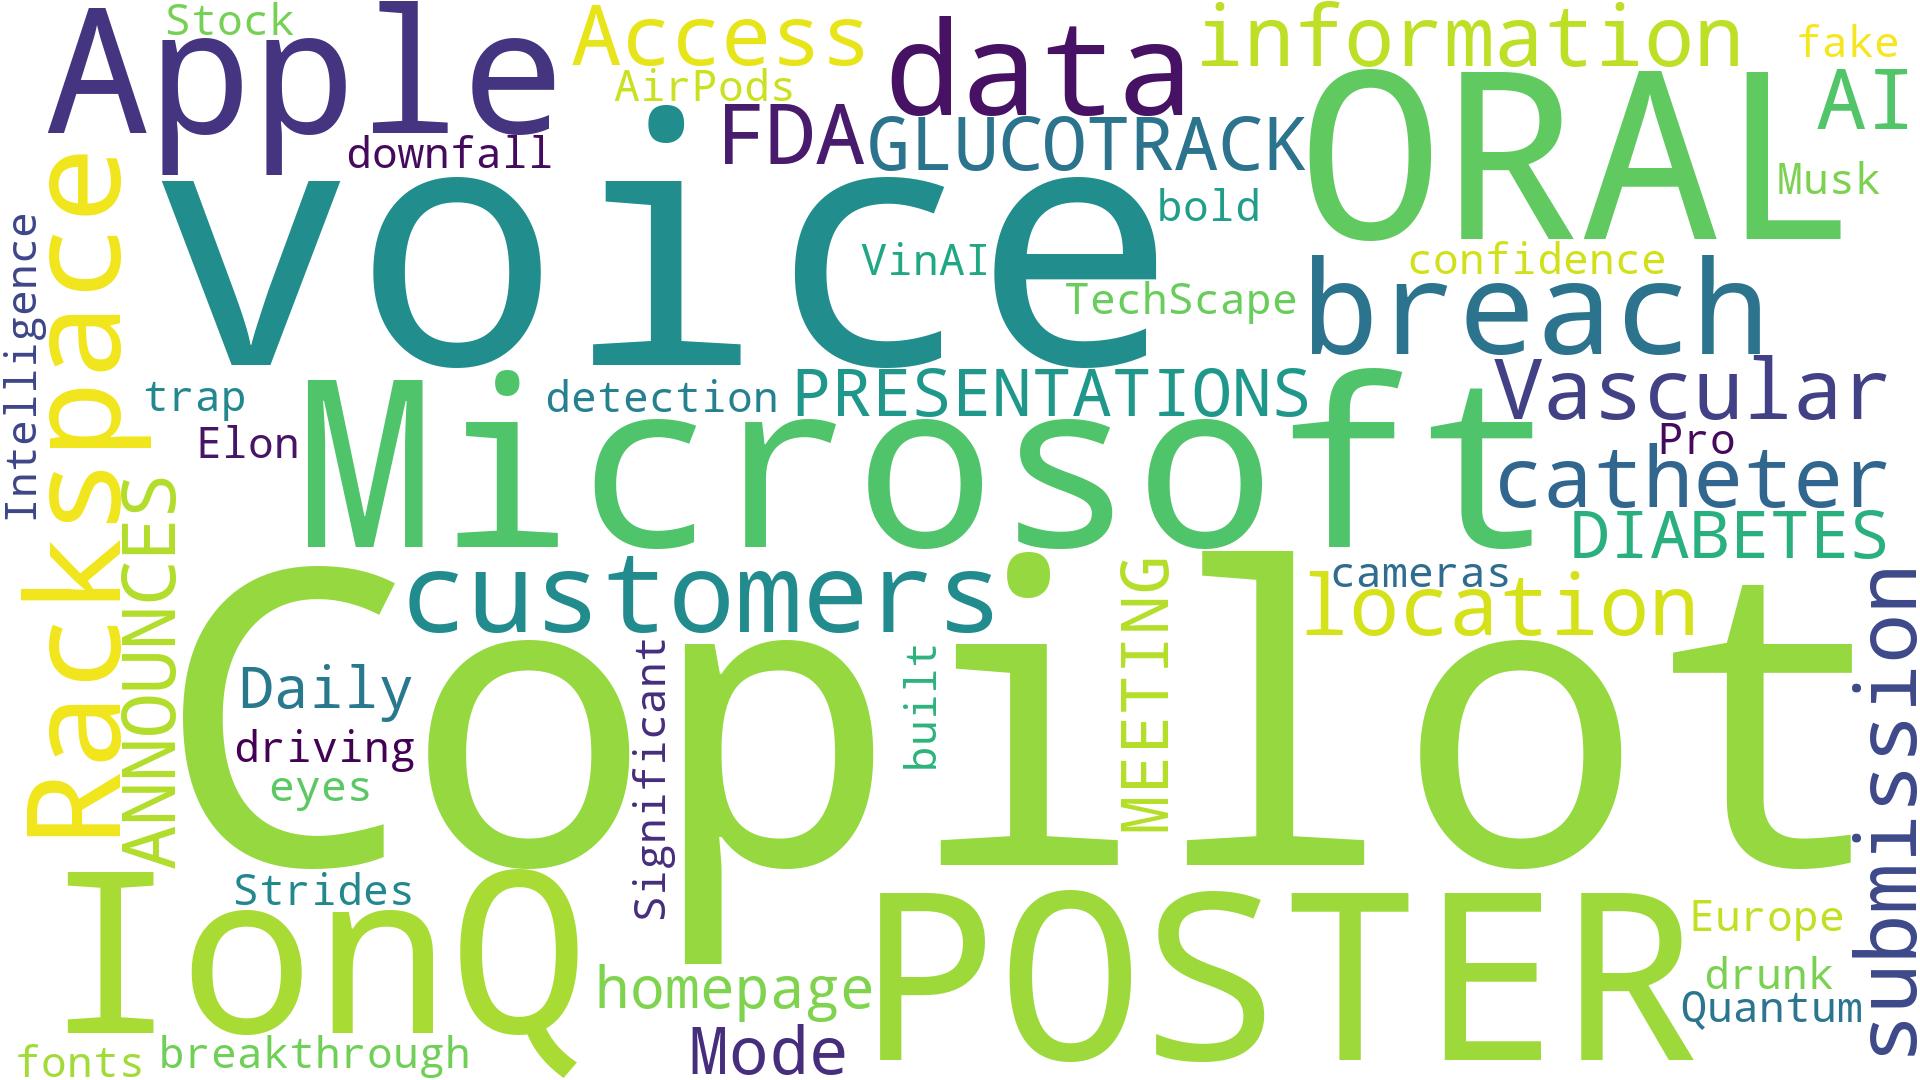 Stock
Apple
Access
AirPods
data
information
fake
AI
downfall
FDA
GLUCOTRACK
ORAL
Musk
voice
bold
VinAI
TechScape
confidence
breach
Rackspace
Intelligence
trap
Elon
detection
PRESENTATIONS
Microsoft
Vascular
Pro
catheter
DIABETES
ANNOUNCES
customers
cameras
location
Copilot
Daily
driving
eyes
Significant
built
MEETING
submission
IonQ
Strides
POSTER
Europe
drunk
Quantum
homepage
Mode
fonts
breakthrough